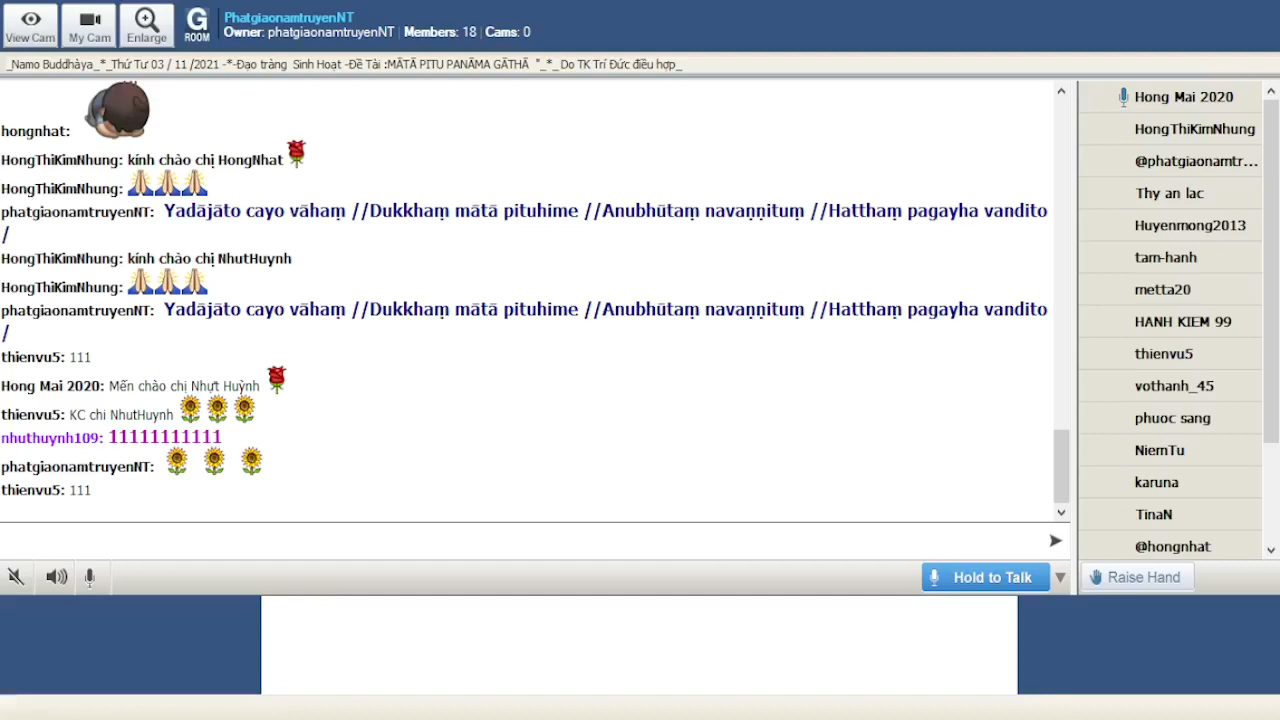 View Cam
My Cam
Enlarge
G
ROOM
PhatgiaonamtruyenNT
Owner: phatgiaonamtruyenNT | Members: 18 | Cams: 0
_Namo Buddhàya_*_Thứ Tư 03 / 11 /2021 -*-Đạo tràng Sinh Hoạt -Đề Tài :MĀTĀ PITU PANĀMA GĀTHĀ "_*_ Do TK Trí Đức điều hợp_
hongnhat:
HongThiKimNhung: kính chào chị HongNhat
HongThiKimNhung:
phatgiaonamtruyenNT: Yadājāto cayo vāhaṃ //Dukkhaṃ mātā pituhime //Anubhūtaṃ navaṇṇituṃ //Hatthaṃ pagayha vandito
/
HongThiKimNhung: kính chào chị NhutHuynh
HongThiKimNhung:
phatgiaonamtruyenNT: Yadājāto cayo vāhaṃ //Dukkhaṃ mātā pituhime //Anubhūtaṃ navaṇṇituṃ //Hatthaṃ pagayha vandito
/
thienvu5: 111
Hong Mai 2020: Mến chào chị Nhựt Huỳnh
thienvu5: KC chi NhutHuynh
nhuthuynh109: 11111111111
phatgiaonamtruyenNT:
thienvu5: 111
Hold to Talk
Hong Mai 2020
HongThiKimNhung
@phatgiaonamtr...
Thy an lac
Huyenmong2013
tam-hanh
metta20
HANH KIEM 99
thienvu5
vothanh_45
phuoc sang
NiemTu
karuna
TinaN
@hongnhat
Raise Hand